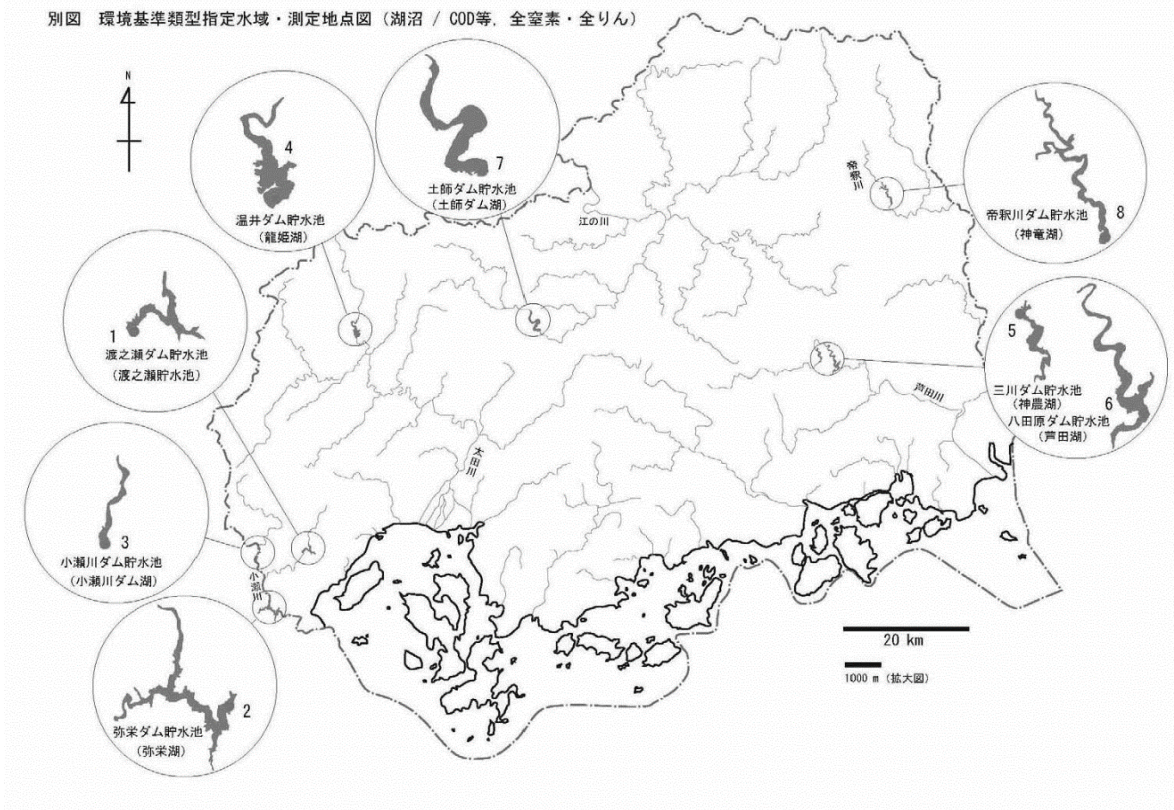 別図 環境基準類型指定水域・測定地点図（湖沼 / COD等, 全窒素・全りん）
N
4
温井ダム貯水池
(龍姫湖)
7
土師ダム貯水池
(土師ダム湖)
8
帝釈川ダム貯水池
(神竜湖)
帝釈川
江の川
1
渡之瀬ダム貯水池
(渡之瀬貯水池)
5
三川ダム貯水池
(神農湖)
6
八田原ダム貯水池
(芦田湖)
芦田川
太田川
3
小瀬川ダム貯水池
(小瀬川ダム湖)
小瀬川
2
弥栄ダム貯水池
(弥栄湖)
20 km
1000 m (拡大図)